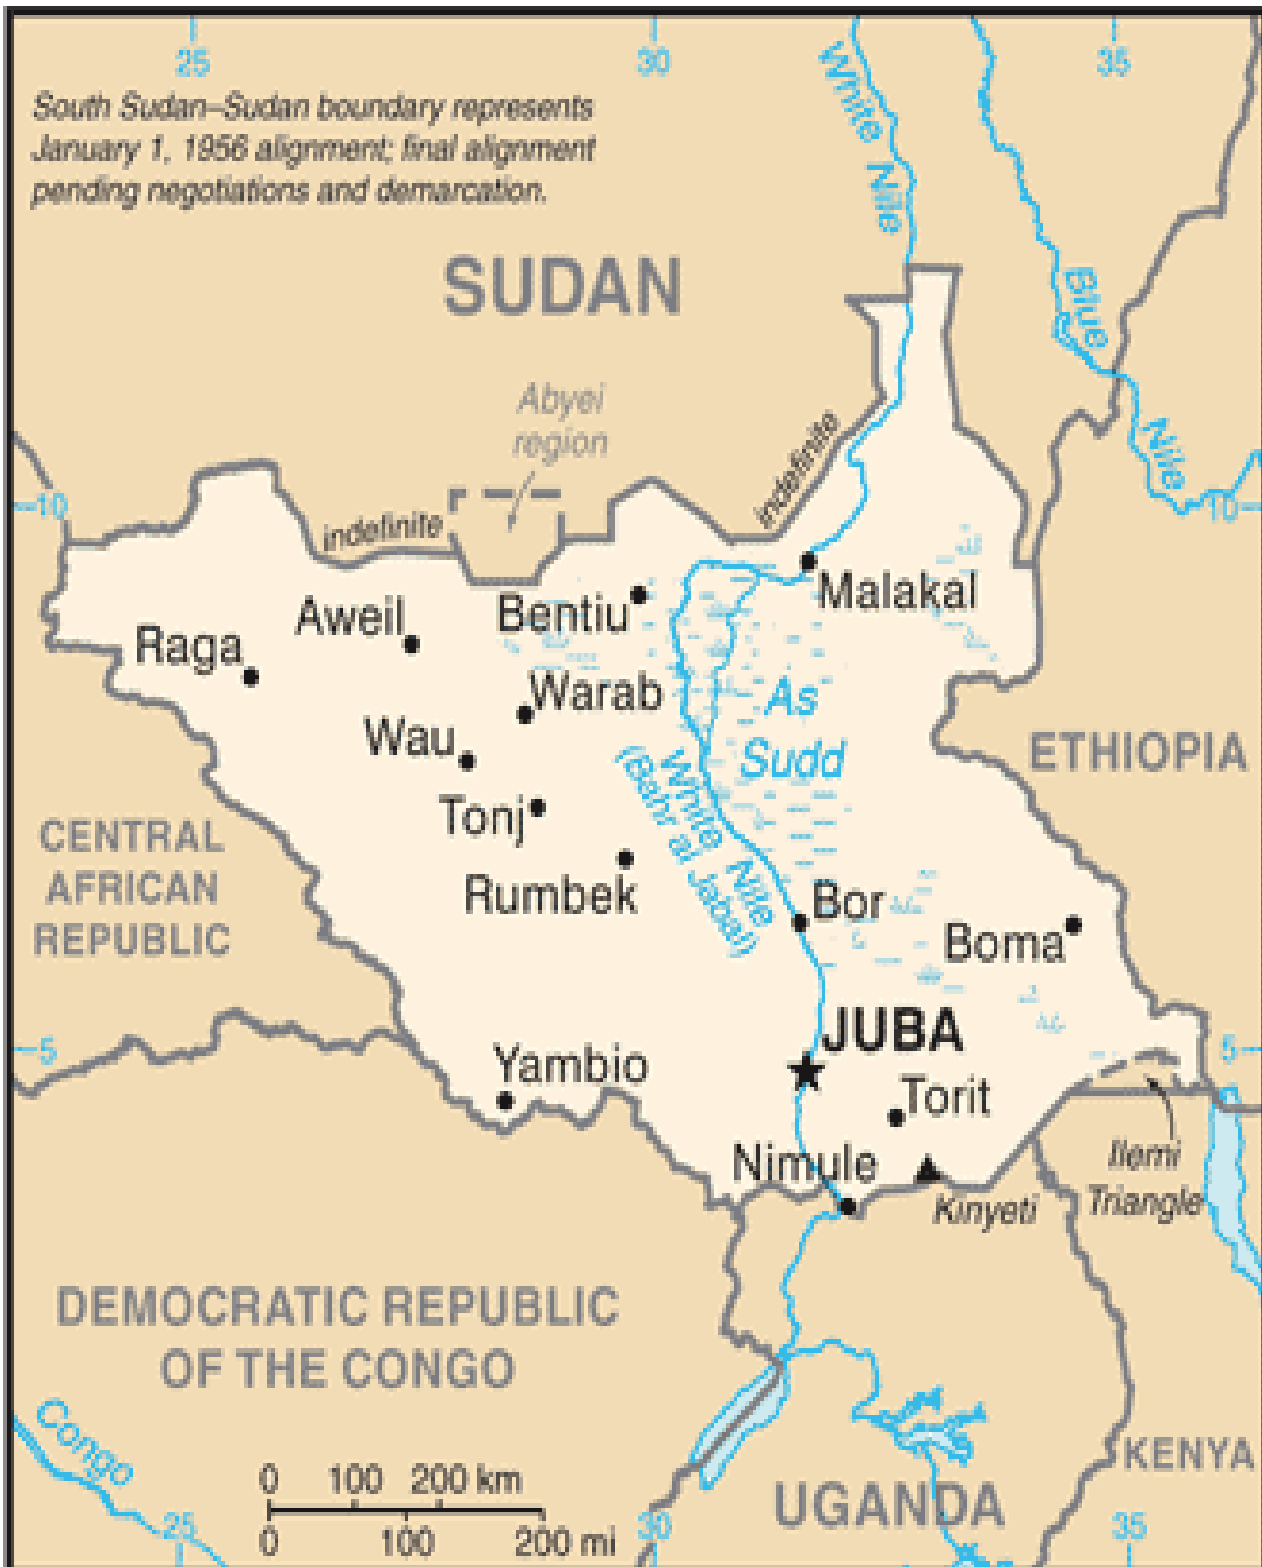 25
30
35
South Sudan–Sudan boundary represents
January 1, 1956 alignment; final alignment
pending negotiations and demarcation.
White Nile
SUDAN
Blue
Nile
Abyei
region
indefinite
10
indefinite
10
Malakal
Bentiu
Aweil
Raga
Warab
As
Sudd
Wau
ETHIOPIA
White Nile
(Bahr al Jabal)
Tonj
CENTRAL
AFRICAN
REPUBLIC
Rumbek
Bor
Boma
JUBA
5
5
Yambio
Torit
Nimule
Ilemi
Triangle
Kinyeti
DEMOCRATIC REPUBLIC
OF THE CONGO
Congo
KENYA
UGANDA
0 100 200 km
0 100 200 mi
25
30
35